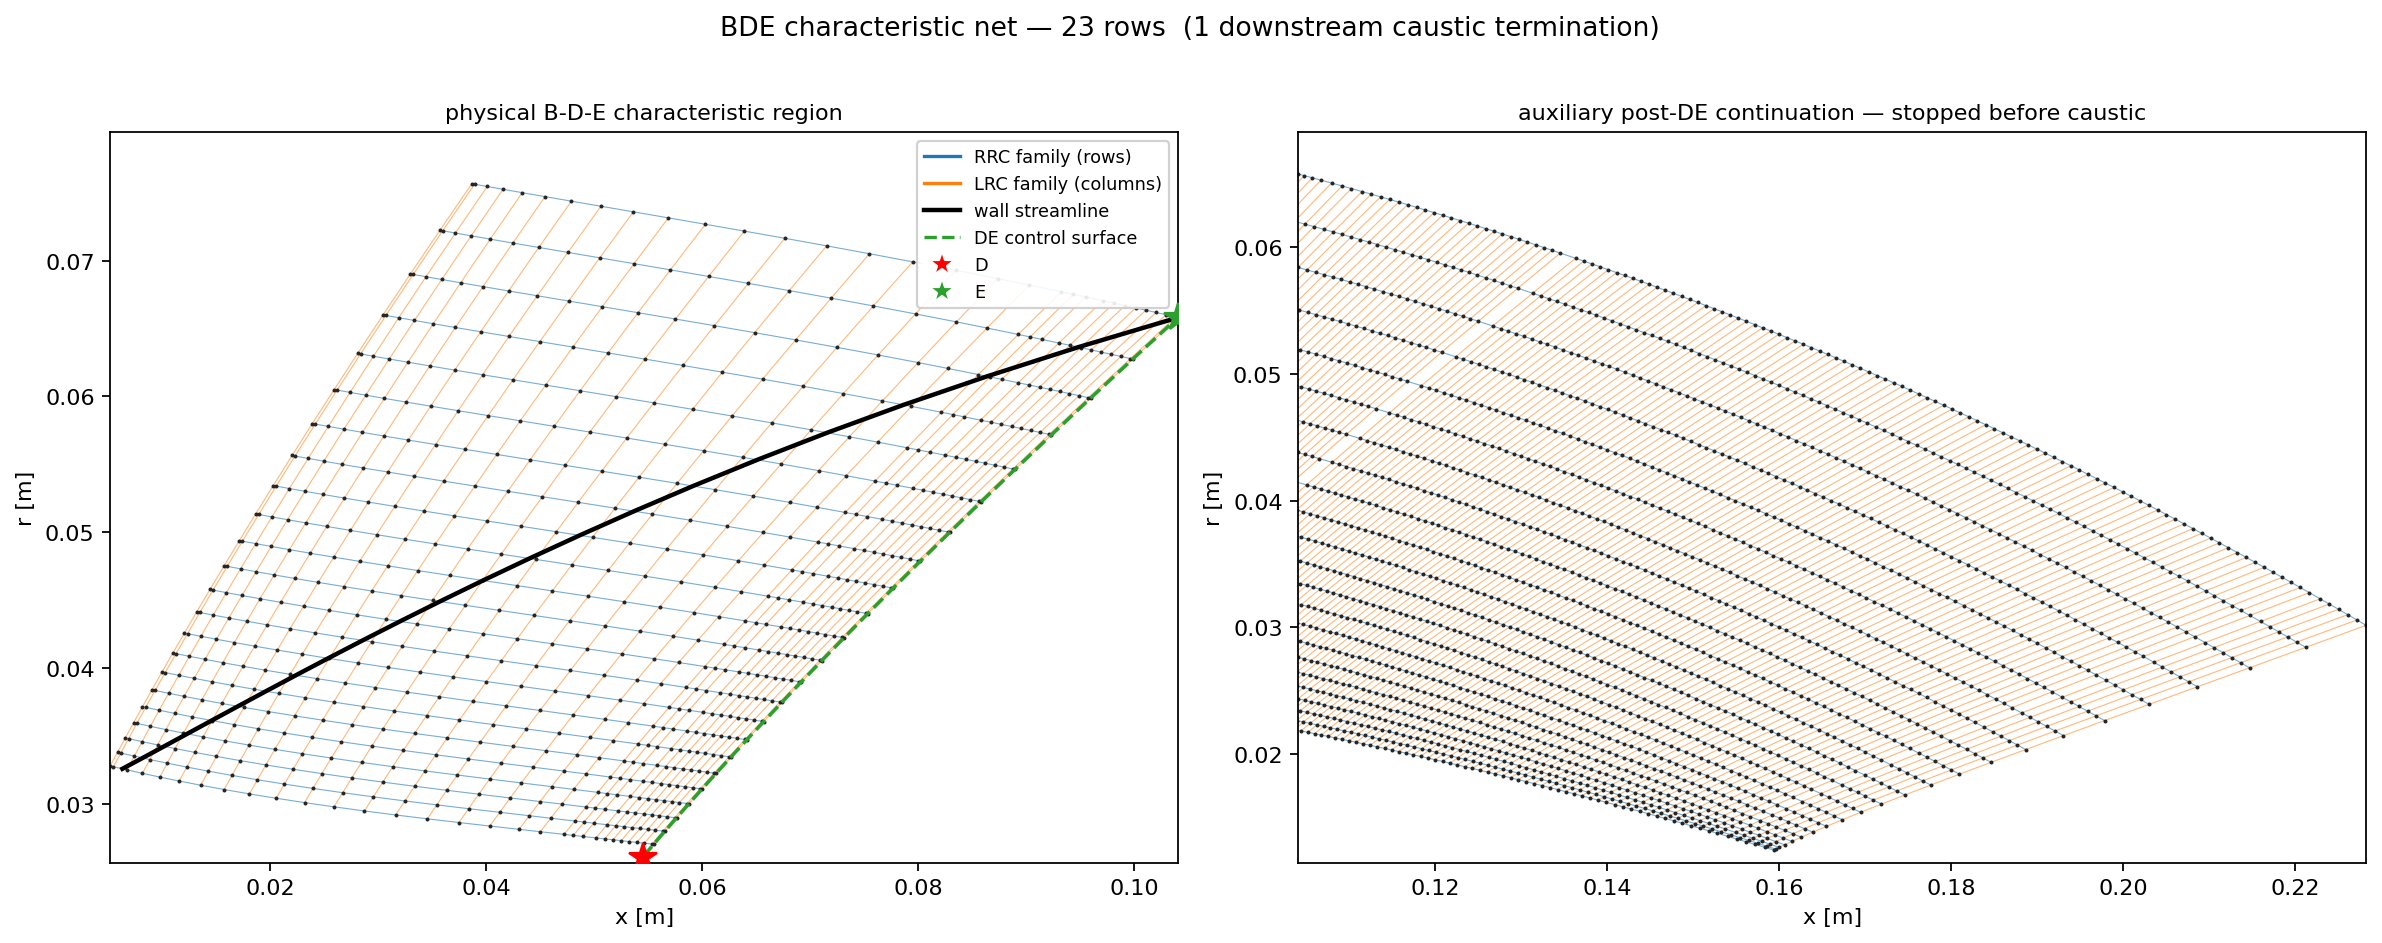 BDE characteristic net — 23 rows  (1 downstream caustic termination)
physical B-D-E characteristic region
RRC family (rows)
LRC family (columns)
wall streamline
DE control surface
D
E
r [m]
0.07
0.06
0.05
0.04
0.03
0.02
0.04
0.06
0.08
0.10
x [m]
auxiliary post-DE continuation — stopped before caustic
r [m]
0.06
0.05
0.04
0.03
0.02
0.12
0.14
0.16
0.18
0.20
0.22
x [m]